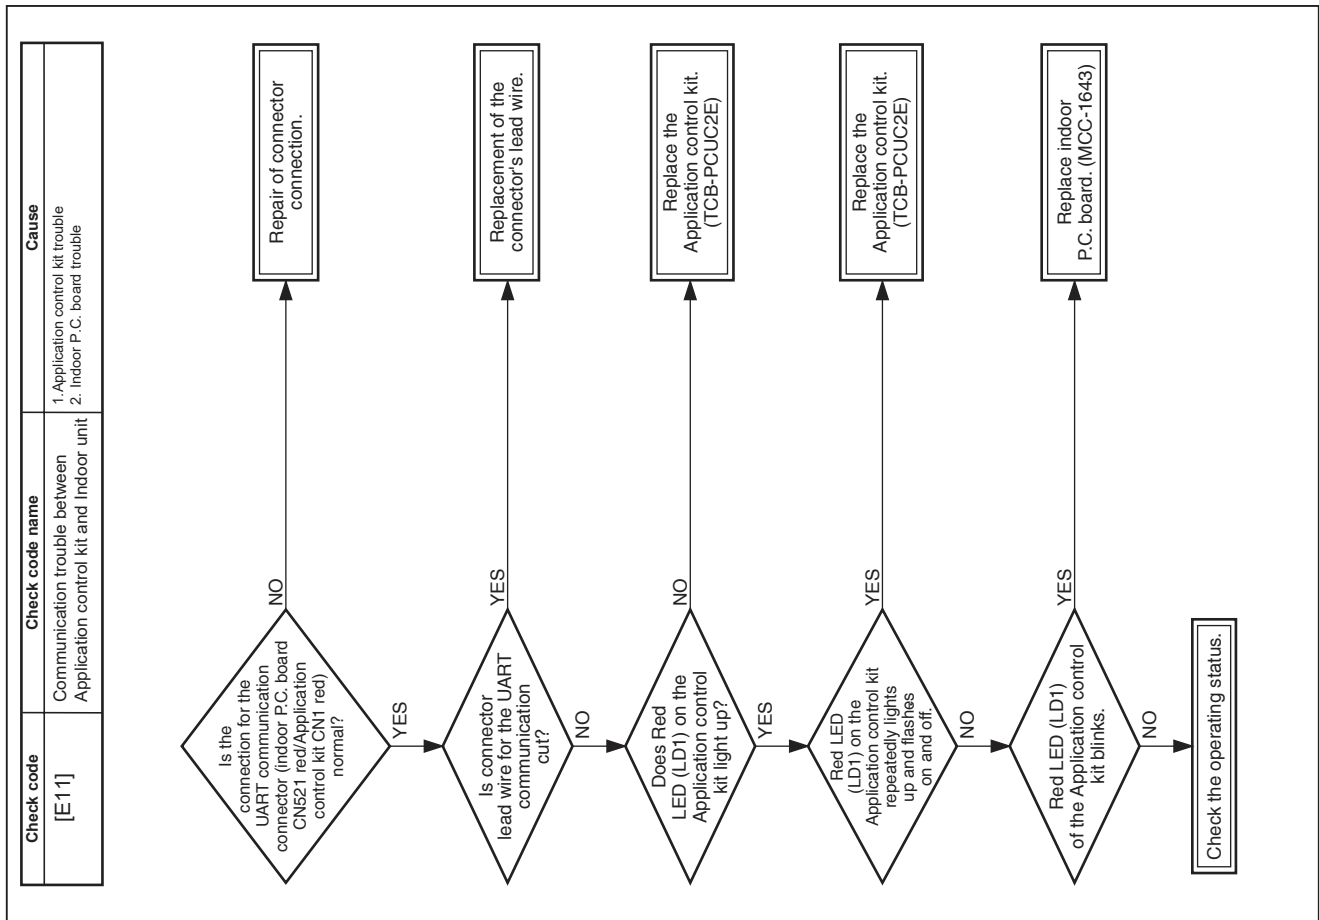 Check code
Check code name
Cause
[E11]
Communication trouble between
Application control kit and Indoor unit
1.Application control kit trouble
2. Indoor P.C. board trouble
Is the
connection for the
UART communication
connector (indoor P.C. board
CN521 red/Application
control kit CN1 red)
normal?
NO
Repair of connector
connection.
YES
Is connector
lead wire for the UART
communication
cut?
YES
Replacement of the
connector's lead wire.
NO
Does Red
LED (LD1) on the
Application control
kit light up?
NO
Replace the
Application control kit.
(TCB-PCUC2E)
YES
Red LED
(LD1) on the
Application control kit
repeatedly lights
up and flashes
on and off.
YES
Replace the
Application control kit.
(TCB-PCUC2E)
NO
Red LED (LD1)
of the Application control
kit blinks.
YES
Replace indoor
P.C. board. (MCC-1643)
NO
Check the operating status.